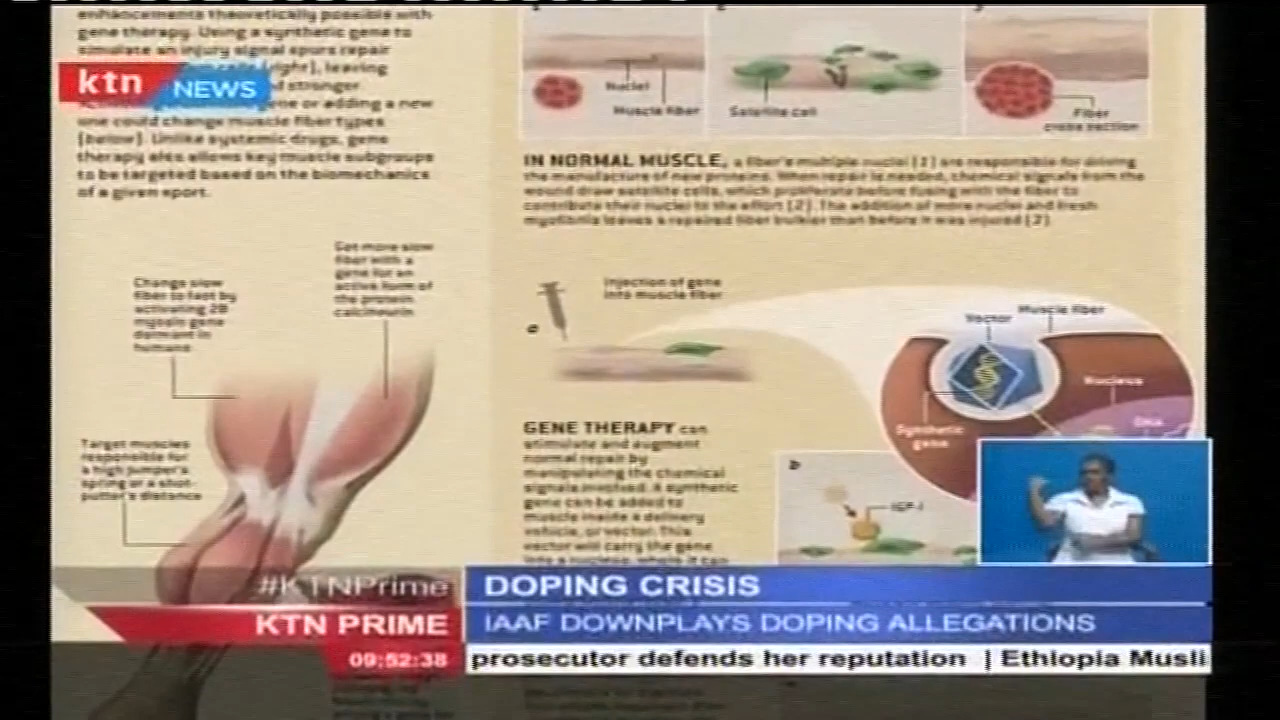 enhancements theoretically possible with
gene therapy. Using a synthetic gene to
simulate an injury signal spurs repair
cells (right), leaving
stronger
gene or adding a new
one could change muscle fiber types
(below). Unlike systemic drugs, gene
therapy also allows key muscle subgroups
to be targeted based on the biomechanics
of a given sport.
ktn NEWS
Nuclei
Muscle fiber
Satellite cell
Fiber
cross section
IN NORMAL MUSCLE, a fiber's multiple nuclei (1) are responsible for driving
the manufacture of new proteins. When repair is needed, chemical signals from the
wound draw satellite cells, which proliferate before fusing with the fiber to
contribute their nuclei to the effort (2). The addition of more nuclei and fresh
myofibrils leaves a repaired fiber bulkier than before it was injured (3).
Change slow
fiber to fast by
activating 2B
myosin gene
dormant in
humans
Get more slow
fiber with a
gene for an
active form of
the protein
calcineurin
Target muscles
responsible for
a high jumper's
spring or a shot-
putter's distance
a
Injection of gene
into muscle fiber
Vector
Muscle fiber
Nucleus
DNA
Synthetic
gene
GENE THERAPY can
stimulate and augment
normal repair by
manipulating the chemical
signals involved. A synthetic
gene can be added to
muscle inside a delivery
vehicle, or vector. This
vector will carry the gene
into a nucleus, where it can
b
IGF-I
#KTNPrime
DOPING CRISIS
KTN PRIME
IAAF DOWNPLAYS DOPING ALLEGATIONS
09:52:38
prosecutor defends her reputation | Ethiopia Musli